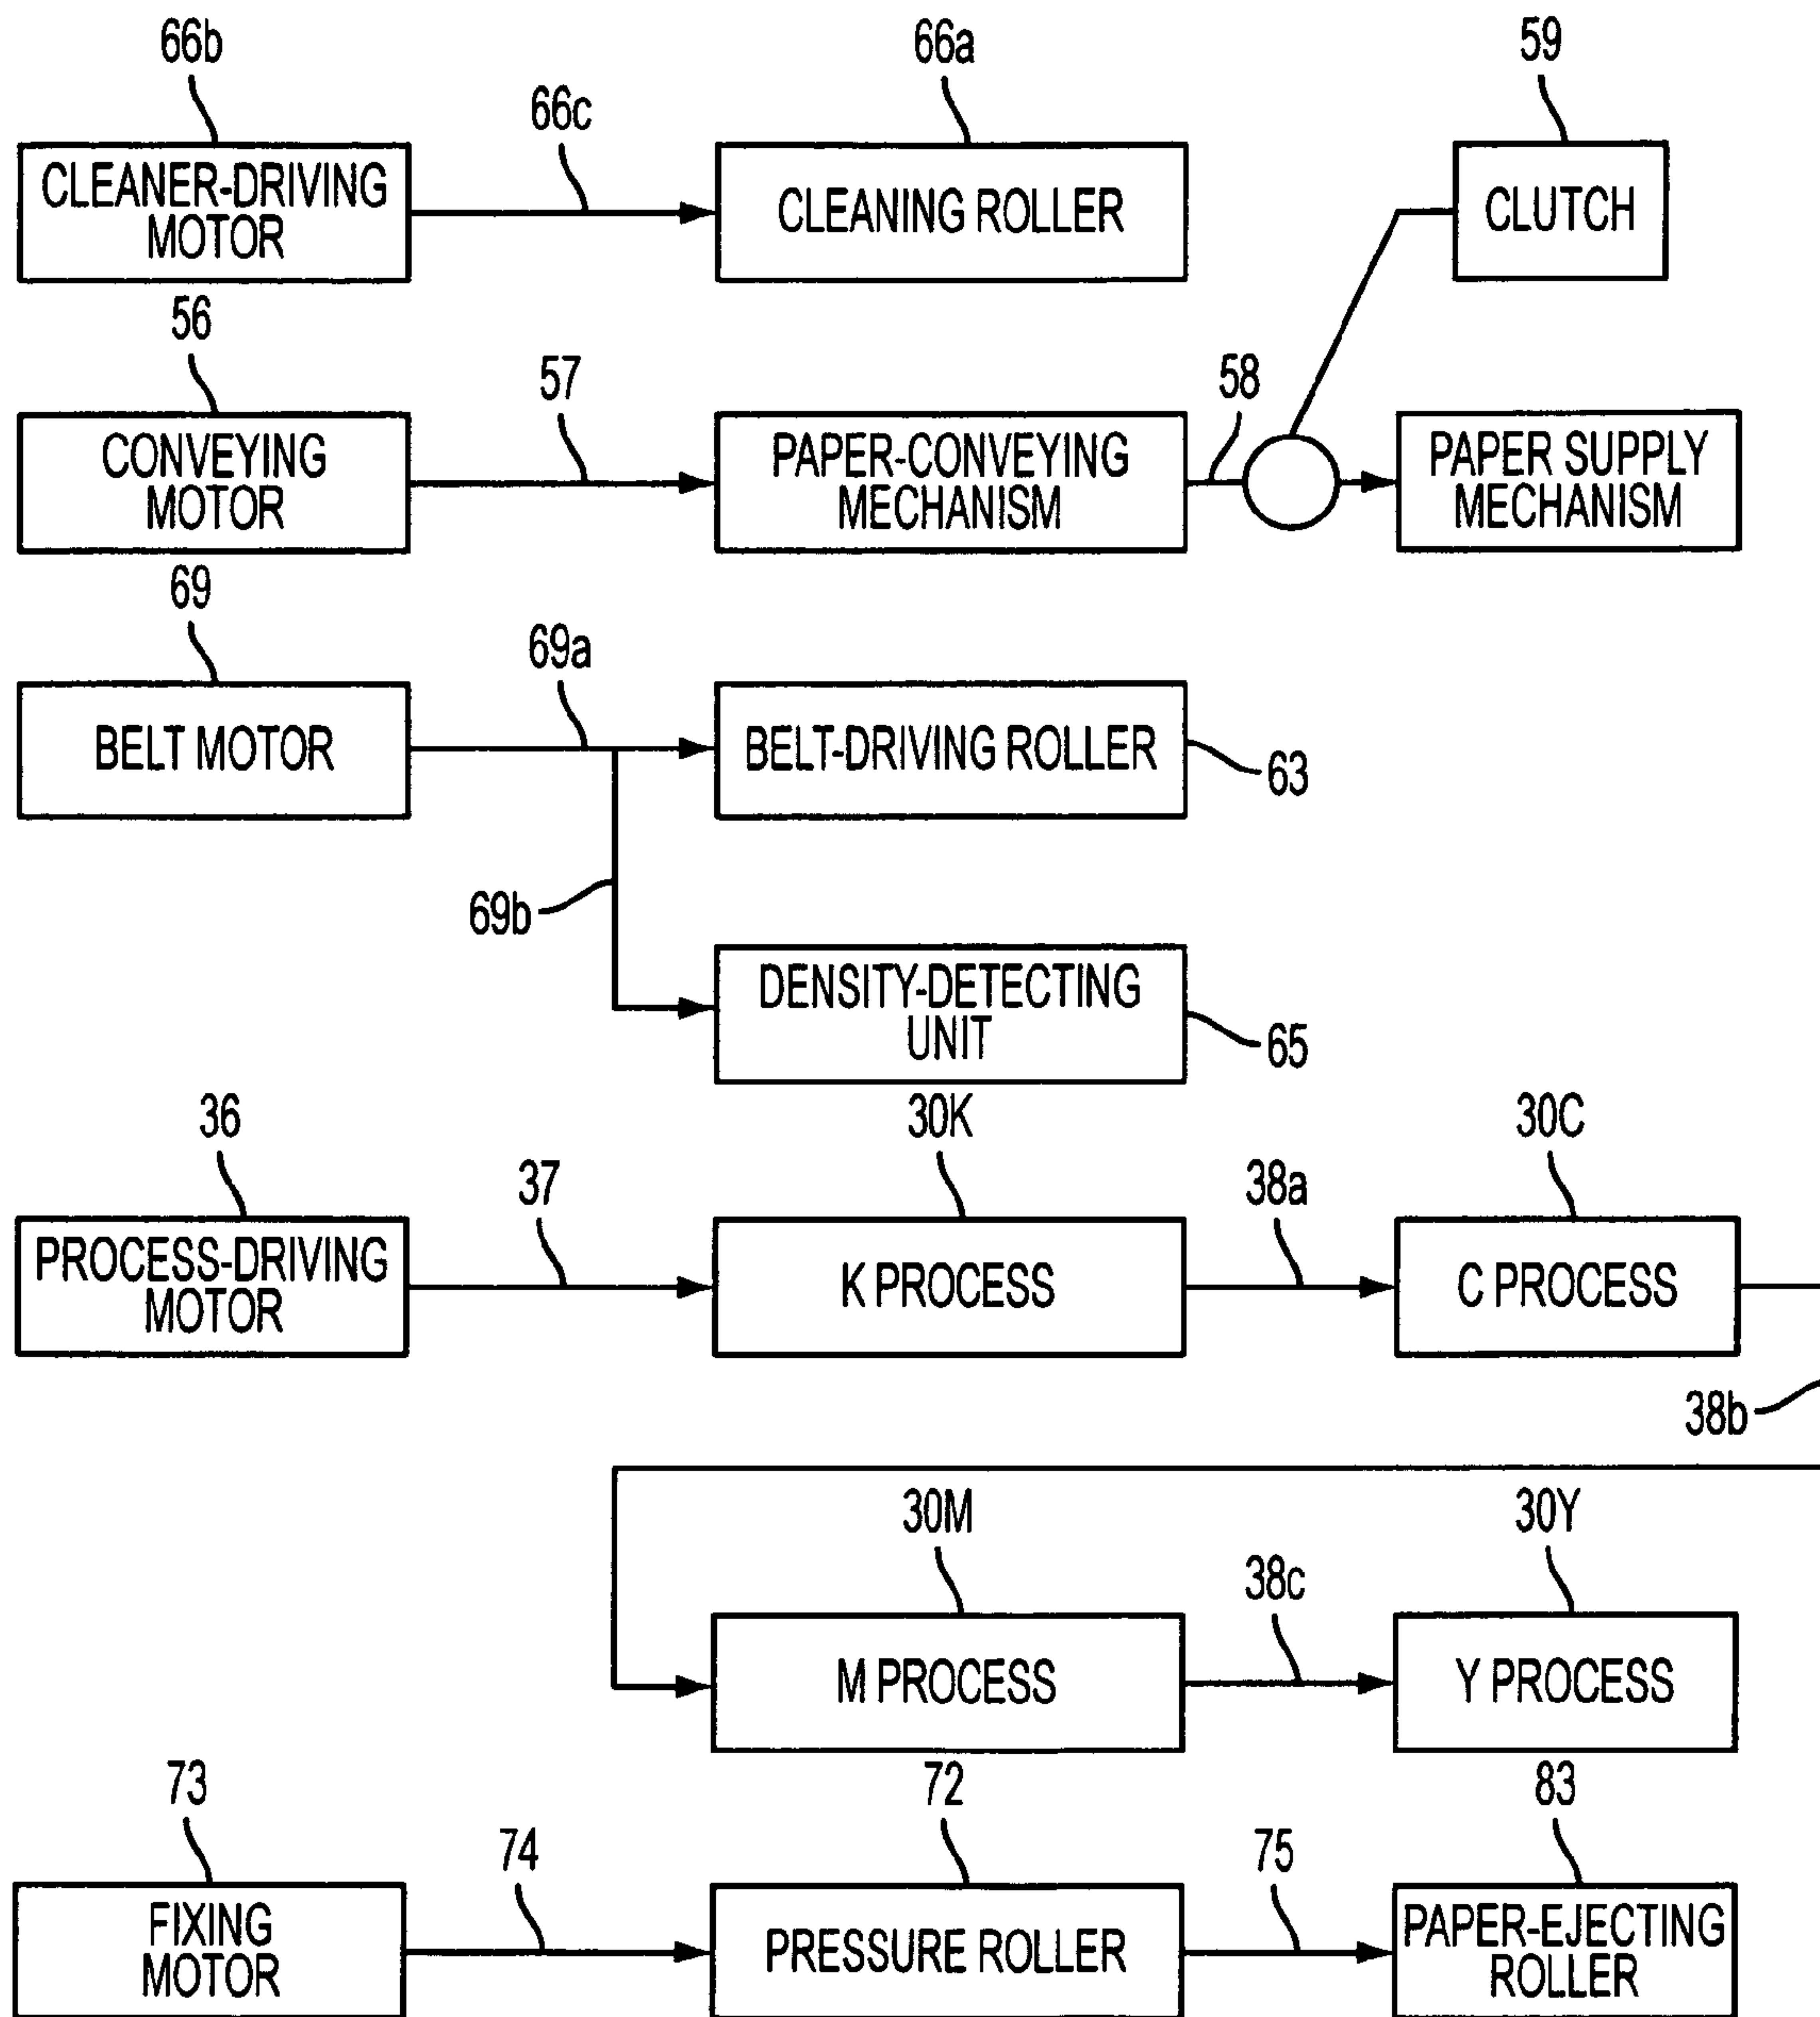 66b
66a
59
66c
CLEANER-DRIVING
MOTOR
CLEANING ROLLER
CLUTCH
56
57
58
CONVEYING
MOTOR
PAPER-CONVEYING
MECHANISM
PAPER SUPPLY
MECHANISM
69
69a
BELT MOTOR
BELT-DRIVING ROLLER
63
69b
DENSITY-DETECTING
UNIT
65
36
30K
30C
37
38a
PROCESS-DRIVING
MOTOR
K PROCESS
C PROCESS
38b
30M
30Y
38c
M PROCESS
Y PROCESS
73
72
83
74
75
FIXING
MOTOR
PRESSURE ROLLER
PAPER-EJECTING
ROLLER